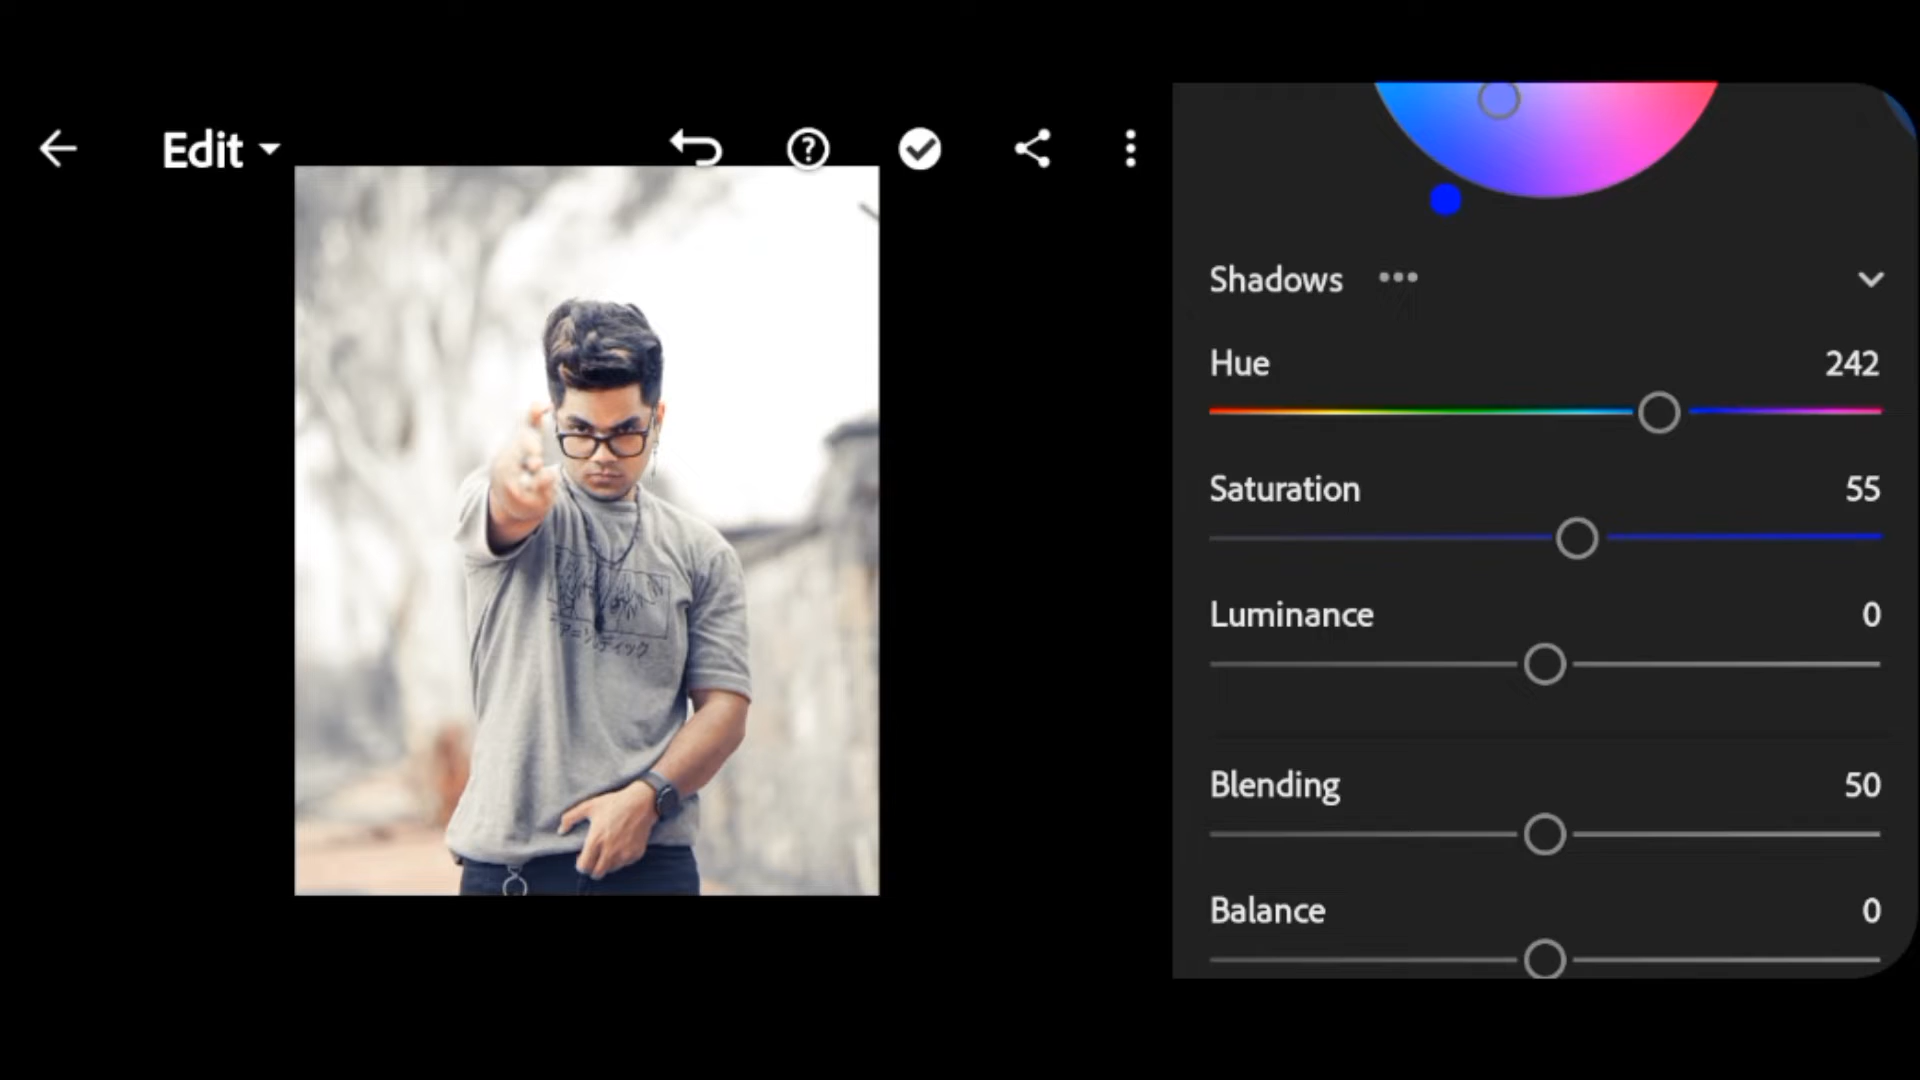 Edit
Shadows
Hue 242
Saturation 55
Luminance 0
Blending 50
Balance 0